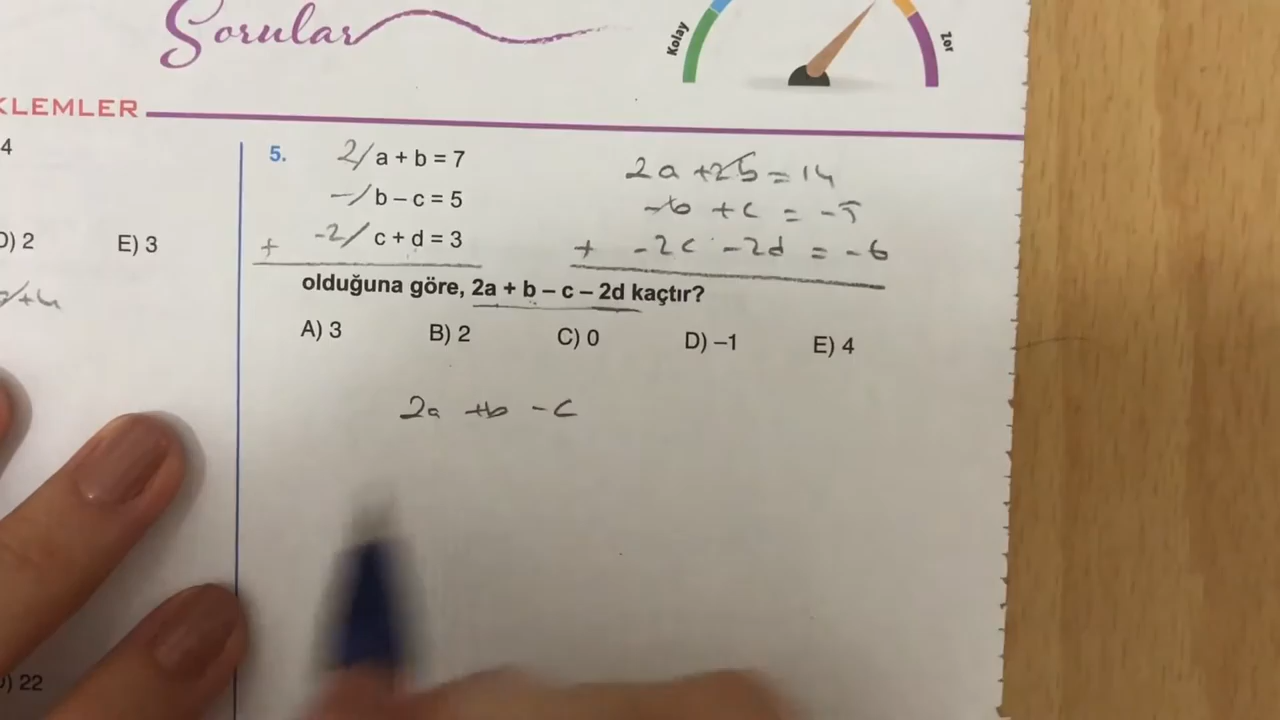 Sorular
Kolay
Zor
KLEMLER
4
D) 2 E) 3
5. 2/ a + b = 7
-/ b – c = 5
-2/ c + d = 3
+
olduğuna göre, 2a + b – c – 2d kaçtır?
A) 3 B) 2 C) 0 D) –1 E) 4
2a +2b = 14
-b +c = -5
+ -2c -2d = -6
2a +b -c
) 22